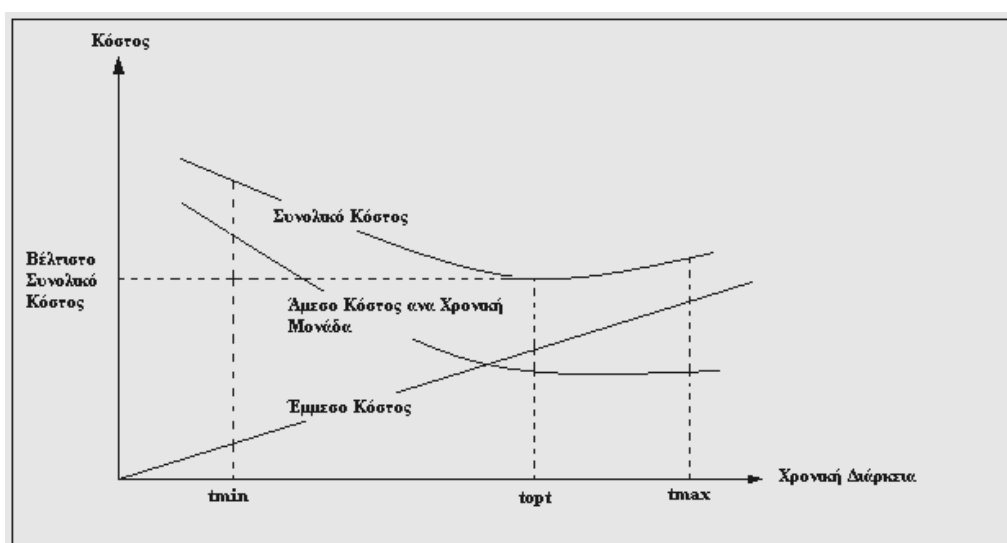 Κόστος
Συνολικό Κόστος
Βέλτιστο
Συνολικό
Κόστος
Άμεσο Κόστος ανα Χρονική
Μονάδα
Έμμεσο Κόστος
Χρονική Διάρκεια
tmin
topt
tmax